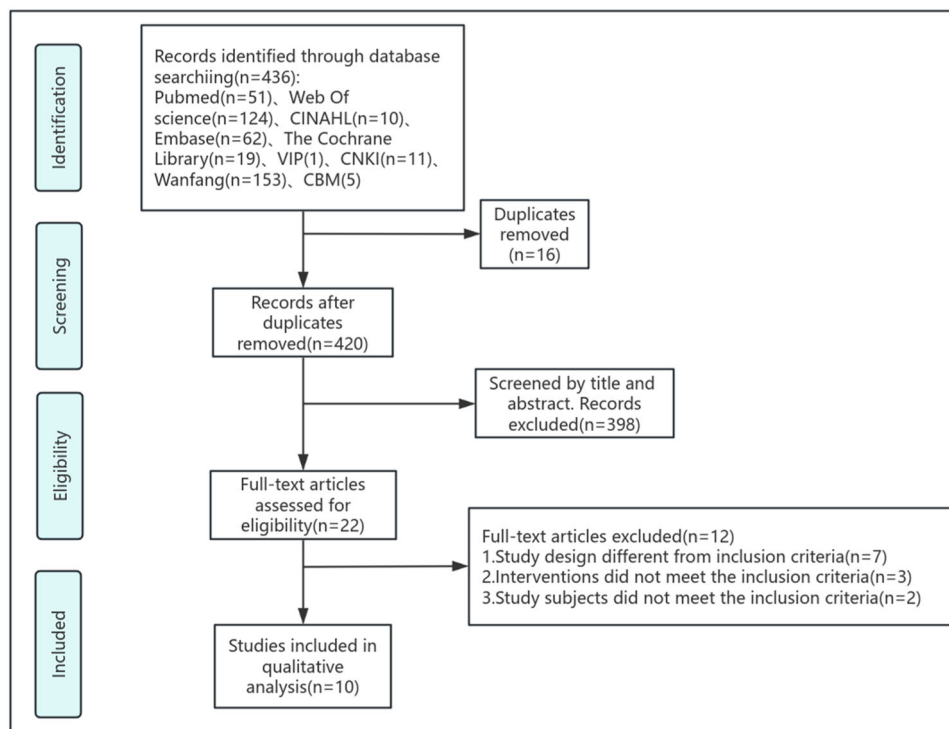 Identification
Records identified through database
searchiing(n=436):
Pubmed(n=51)、Web Of
science(n=124)、CINAHL(n=10)、
Embase(n=62)、The Cochrane
Library(n=19)、VIP(1)、CNKI(n=11)、
Wanfang(n=153)、CBM(5)
Duplicates
removed
(n=16)
Screening
Records after
duplicates
removed(n=420)
Screened by title and
abstract. Records
excluded(n=398)
Eligibility
Full-text articles
assessed for
eligibility(n=22)
Full-text articles excluded(n=12)
1.Study design different from inclusion criteria(n=7)
2.Interventions did not meet the inclusion criteria(n=3)
3.Study subjects did not meet the inclusion criteria(n=2)
Included
Studies included in
qualitative
analysis(n=10)